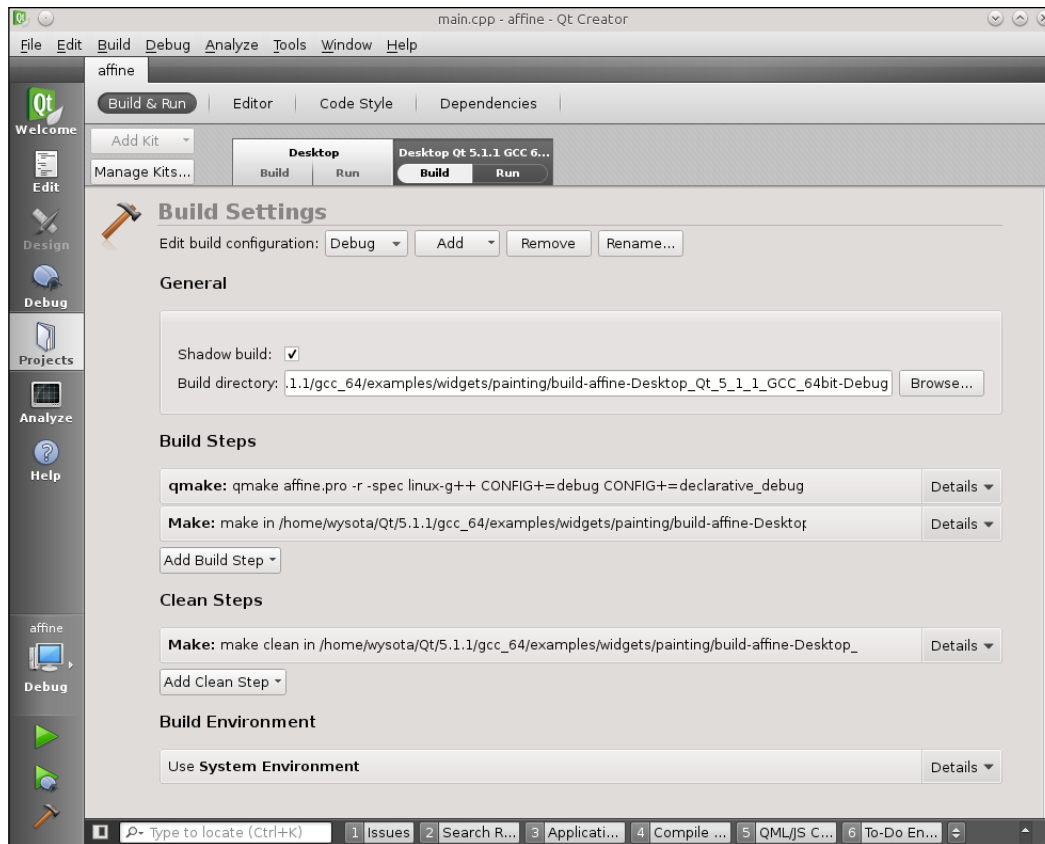 main.cpp - affine - Qt Creator
File Edit Build Debug Analyze Tools Window Help
affine
Build & Run Editor Code Style Dependencies
Qt
Welcome
Edit
Design
Debug
Projects
Analyze
Help
affine
Debug
Add Kit
Manage Kits...
Desktop
Build Run
Desktop Qt 5.1.1 GCC 6...
Build Run
Build Settings
Edit build configuration: Debug Add Remove Rename...
General
Shadow build:
Build directory: .1.1/gcc_64/examples/widgets/painting/build-affine-Desktop_Qt_5_1_1_GCC_64bit-Debug Browse...
Build Steps
qmake: qmake affine.pro -r -spec linux-g++ CONFIG+=debug CONFIG+=declarative_debug Details
Make: make in /home/wysota/Qt/5.1.1/gcc_64/examples/widgets/painting/build-affine-Desktop Details
Add Build Step
Clean Steps
Make: make clean in /home/wysota/Qt/5.1.1/gcc_64/examples/widgets/painting/build-affine-Desktop_ Details
Add Clean Step
Build Environment
Use System Environment Details
Type to locate (Ctrl+K) 1 Issues 2 Search R... 3 Applicati... 4 Compile ... 5 QML/JS C... 6 To-Do En...